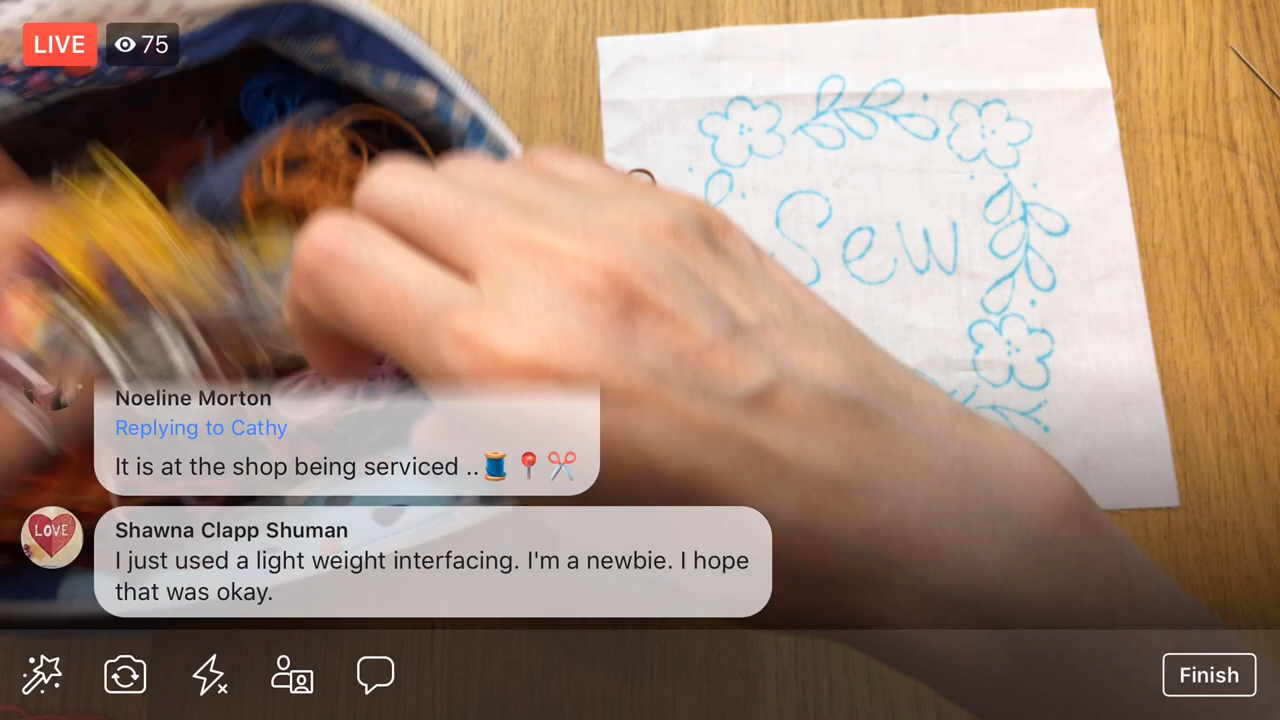 LIVE 75
Sew
Noeline Morton
Replying to Cathy
It is at the shop being serviced ..🧵📍✂️
LOVE
Shawna Clapp Shuman
I just used a light weight interfacing. I'm a newbie. I hope
that was okay.
Finish